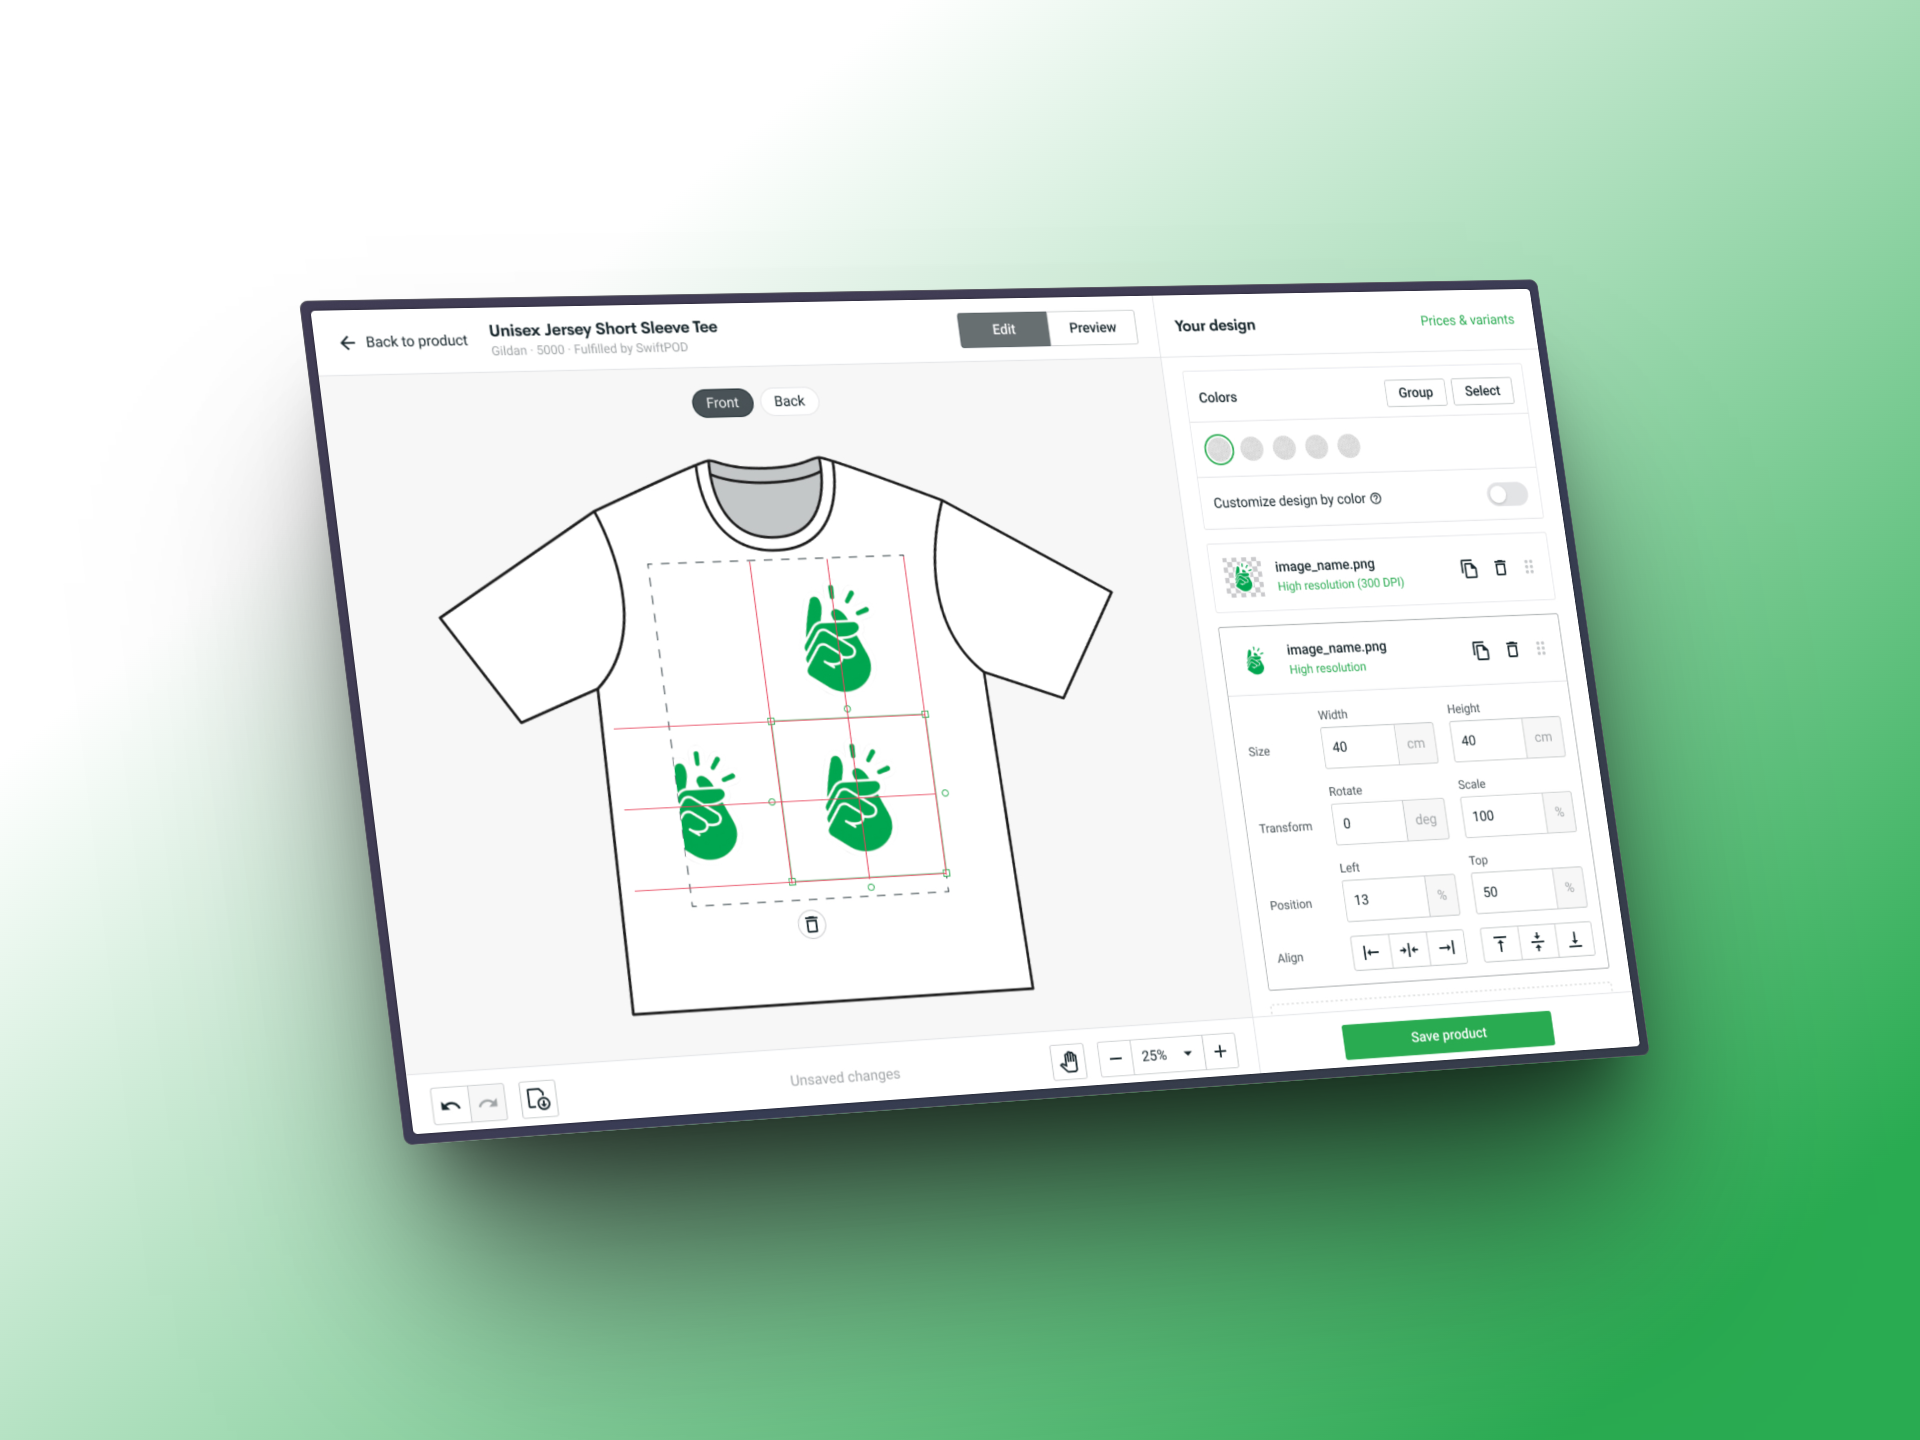 Back to product
Unisex Jersey Short Sleeve Tee
Gildan · 5000 · Fulfilled by SwiftPOD
Edit
Preview
Front
Back
Unsaved changes
25%
Your design
Prices & variants
Colors
Group
Select
Customize design by color
image_name.png
High resolution (300 DPI)
image_name.png
High resolution
Width
Height
Size
40
cm
40
cm
Rotate
Scale
Transform
0
deg
100
%
Left
Top
Position
13
%
50
%
Align
Save product